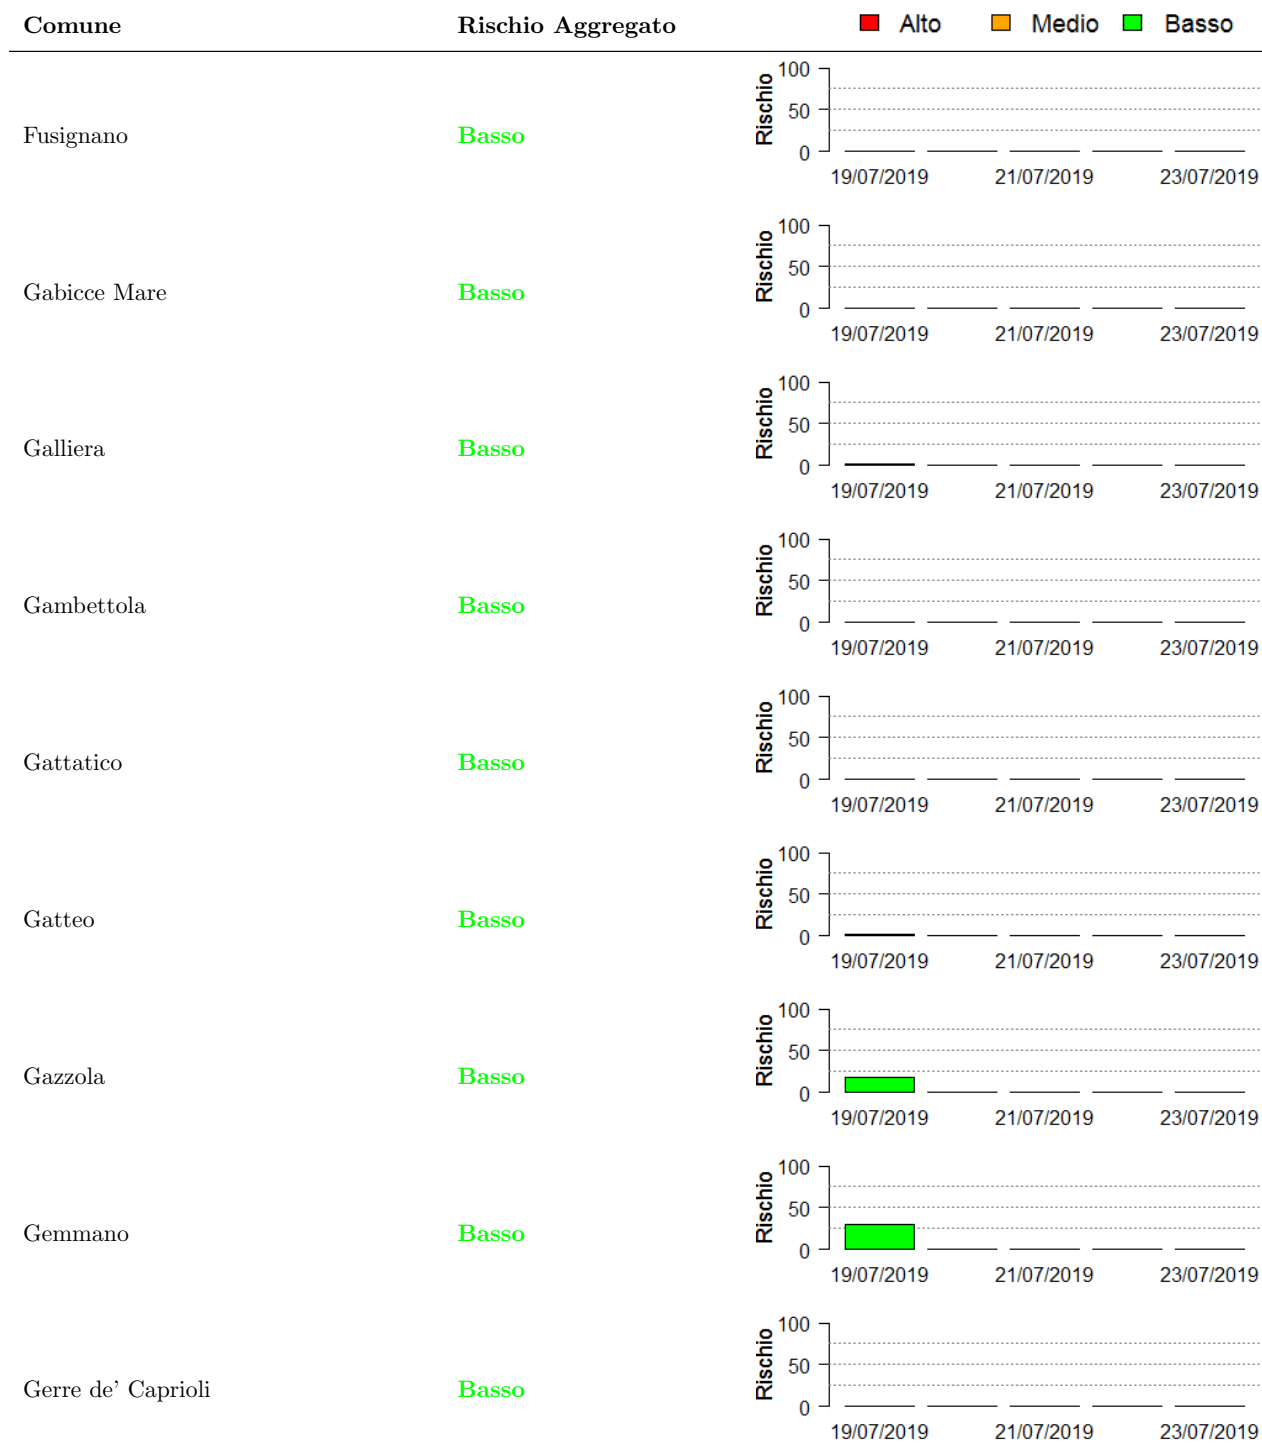 Comune Rischio Aggregato Alto Medio Basso
Fusignano Basso
Rischio
100
50
0
19/07/2019 21/07/2019 23/07/2019
Gabicce Mare Basso
Rischio
100
50
0
19/07/2019 21/07/2019 23/07/2019
Galliera Basso
Rischio
100
50
0
19/07/2019 21/07/2019 23/07/2019
Gambettola Basso
Rischio
100
50
0
19/07/2019 21/07/2019 23/07/2019
Gattatico Basso
Rischio
100
50
0
19/07/2019 21/07/2019 23/07/2019
Gatteo Basso
Rischio
100
50
0
19/07/2019 21/07/2019 23/07/2019
Gazzola Basso
Rischio
100
50
0
19/07/2019 21/07/2019 23/07/2019
Gemmano Basso
Rischio
100
50
0
19/07/2019 21/07/2019 23/07/2019
Gerre de' Caprioli Basso
Rischio
100
50
0
19/07/2019 21/07/2019 23/07/2019